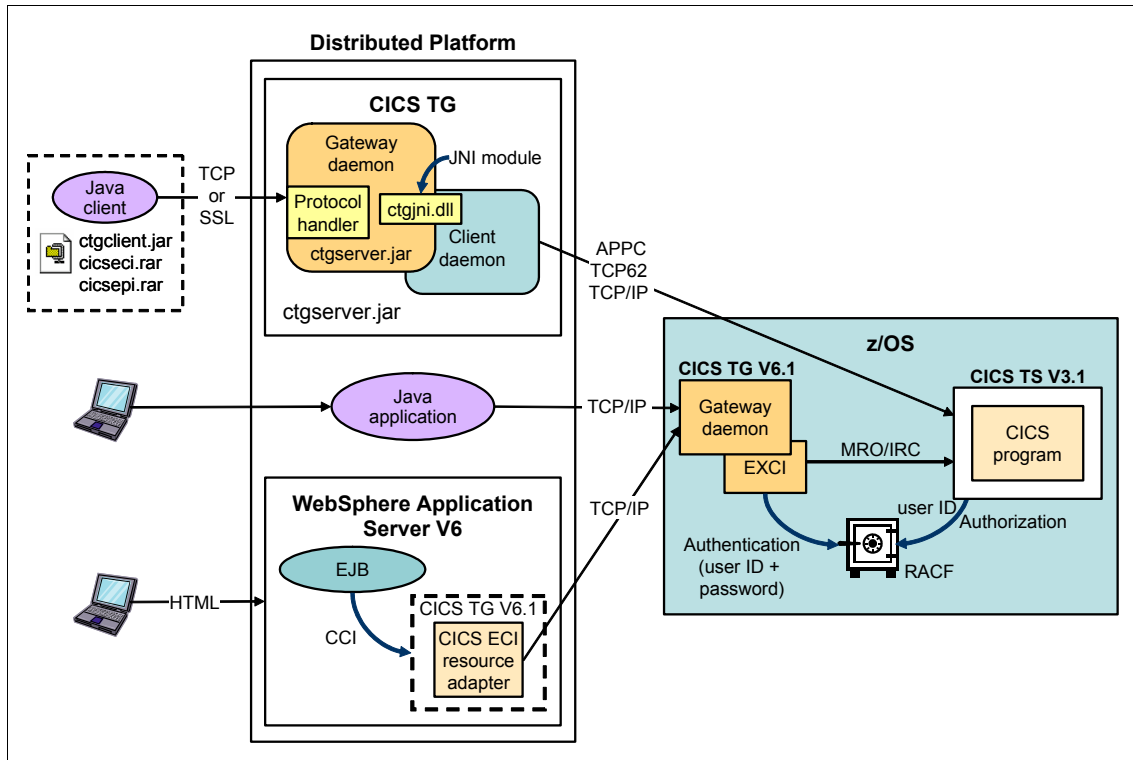 Distributed Platform
CICS TG
Gateway
daemon
JNI module
TCP
or
SSL
Java
client
Protocol
handler
ctgjni.dll
ctgclient.jar
cicseci.rar
cicsepi.rar
ctgserver.jar
Client
daemon
ctgserver.jar
APPC
TCP62
TCP/IP
z/OS
CICS TG V6.1
CICS TS V3.1
Java
application
TCP/IP
Gateway
daemon
CICS
program
EXCI
MRO/IRC
WebSphere Application
Server V6
TCP/IP
user ID
Authorization
Authentication
(user ID +
password)
RACF
EJB
HTML
CCI
CICS TG V6.1
CICS ECI
resource
adapter